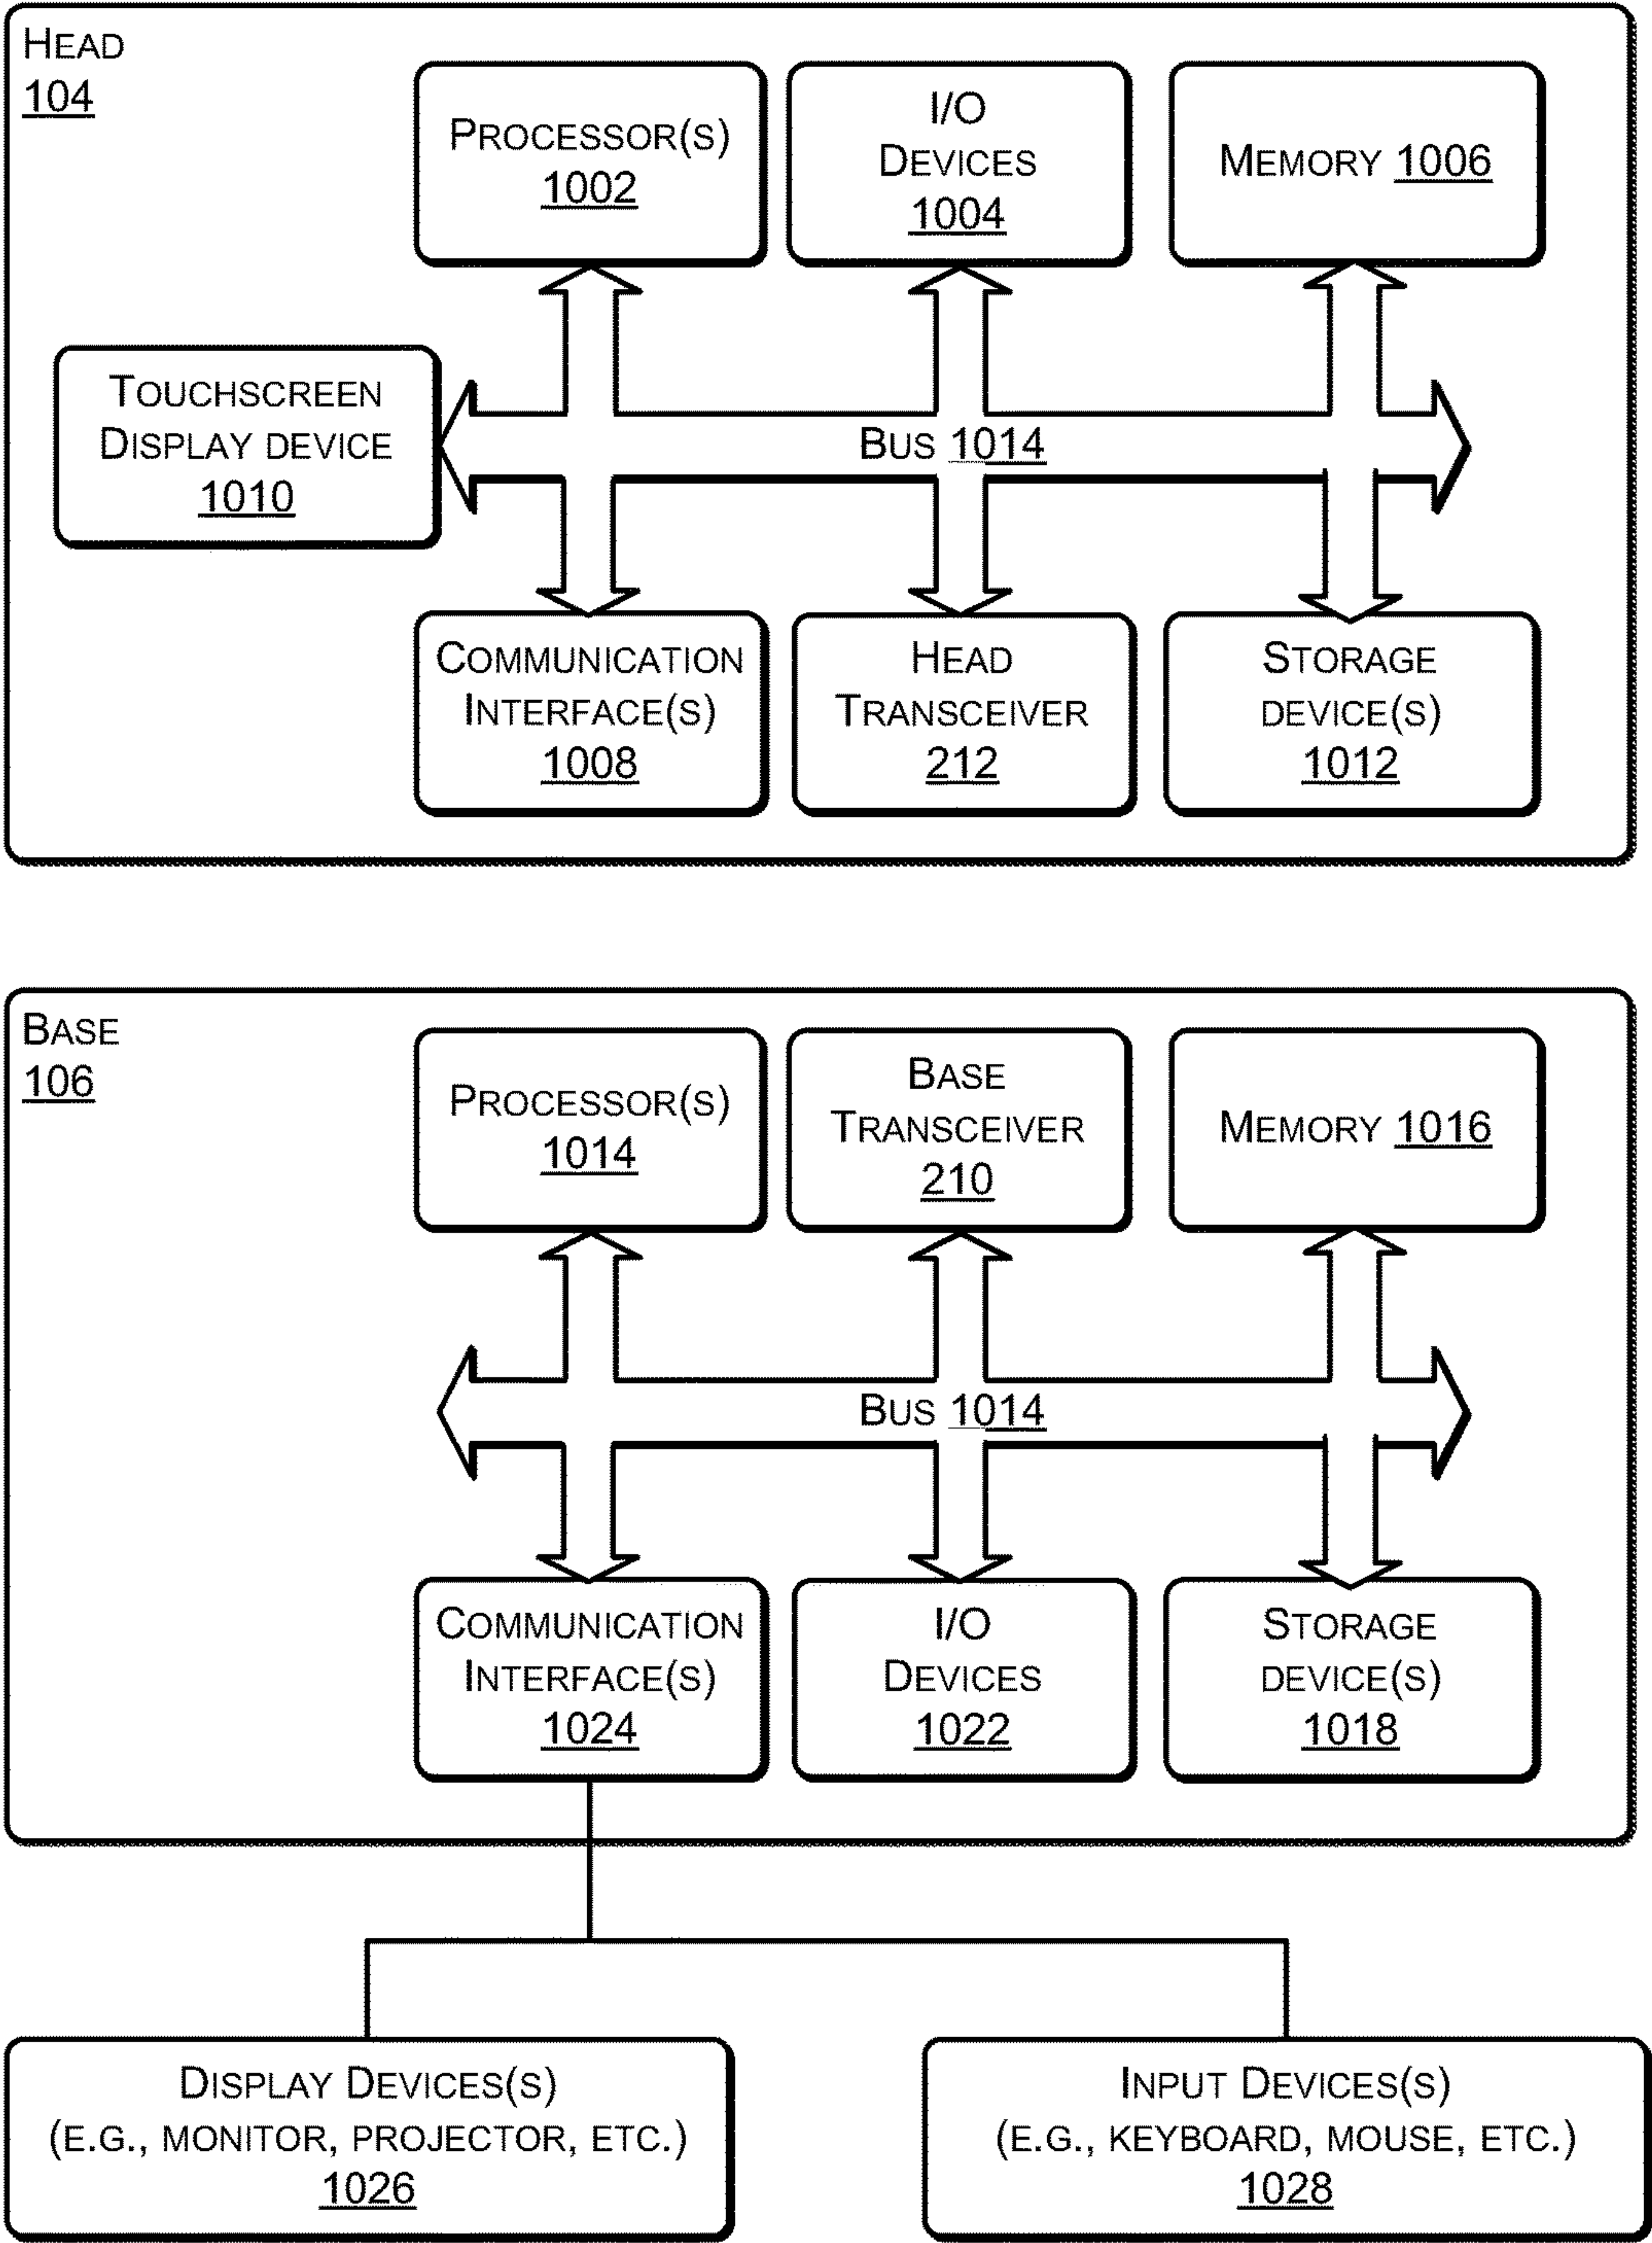 HEAD
104
PROCESSOR(S)
1002
I/O
DEVICES
1004
MEMORY 1006
TOUCHSCREEN
DISPLAY DEVICE
1010
BUS 1014
COMMUNICATION
INTERFACE(S)
1008
HEAD
TRANSCEIVER
212
STORAGE
DEVICE(S)
1012
BASE
106
PROCESSOR(S)
1014
BASE
TRANSCEIVER
210
MEMORY 1016
BUS 1014
COMMUNICATION
INTERFACE(S)
1024
I/O
DEVICES
1022
STORAGE
DEVICE(S)
1018
DISPLAY DEVICES(S)
(E.G., MONITOR, PROJECTOR, ETC.)
1026
INPUT DEVICES(S)
(E.G., KEYBOARD, MOUSE, ETC.)
1028